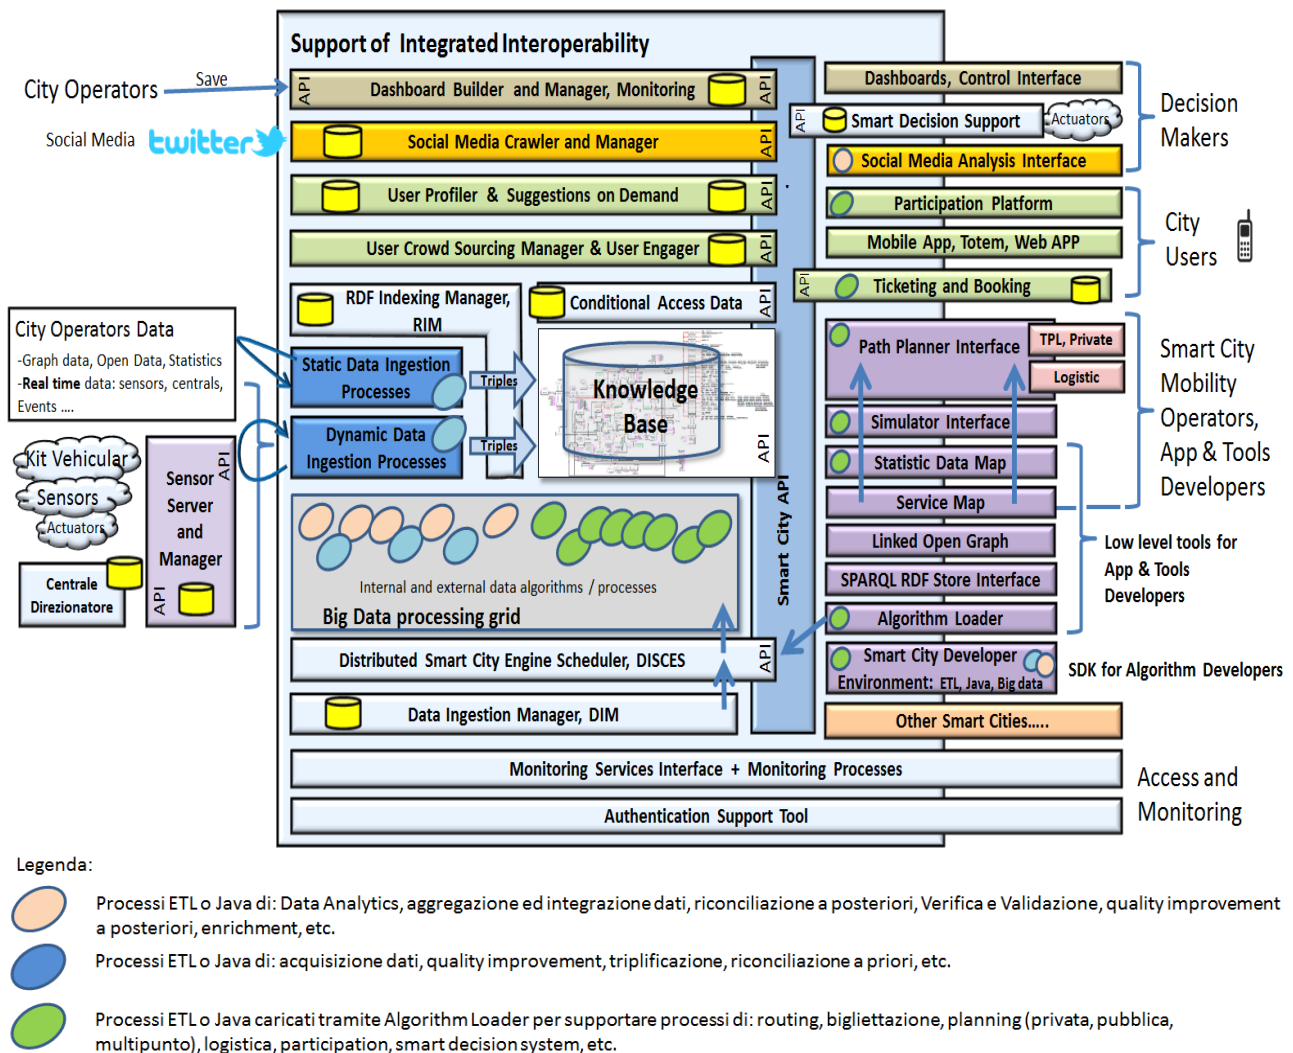 Support of Integrated Interoperability
City Operators
Save
API
Dashboard Builder and Manager, Monitoring
API
Social Media
twitter
Social Media Crawler and Manager
API
User Profiler & Suggestions on Demand
API
User Crowd Sourcing Manager & User Engager
API
RDF Indexing Manager,
RIM
Conditional Access Data
API
City Operators Data
-Graph data, Open Data, Statistics
-Real time data: sensors, centrals,
Events ....
Static Data Ingestion
Processes
Triples
Dynamic Data
Ingestion Processes
Triples
Knowledge
Base
API
Kit Vehicular
Sensors
Actuators
Centrale
Direzionatore
API
Sensor
Server
and
Manager
API
Internal and external data algorithms / processes
Big Data processing grid
Distributed Smart City Engine Scheduler, DISCES
API
Data Ingestion Manager, DIM
Smart City API
Dashboards, Control Interface
API
Smart Decision Support
Actuators
Social Media Analysis Interface
Decision
Makers
Participation Platform
Mobile App, Totem, Web APP
API
Ticketing and Booking
City
Users
Path Planner Interface
TPL, Private
Logistic
Simulator Interface
Statistic Data Map
Service Map
Linked Open Graph
SPARQL RDF Store Interface
Algorithm Loader
Smart City Developer
Environment: ETL, Java, Big data
Smart City
Mobility
Operators,
App & Tools
Developers
Low level tools for
App & Tools
Developers
SDK for Algorithm Developers
Other Smart Cities.....
Monitoring Services Interface + Monitoring Processes
Authentication Support Tool
Access and
Monitoring
Legenda:
Processi ETL o Java di: Data Analytics, aggregazione ed integrazione dati, riconciliazione a posteriori, Verifica e Validazione, quality improvement
a posteriori, enrichment, etc.
Processi ETL o Java di: acquisizione dati, quality improvement, triplificazione, riconciliazione a priori, etc.
Processi ETL o Java caricati tramite Algorithm Loader per supportare processi di: routing, bigliettazione, planning (privata, pubblica,
multipunto), logistica, participation, smart decision system, etc.